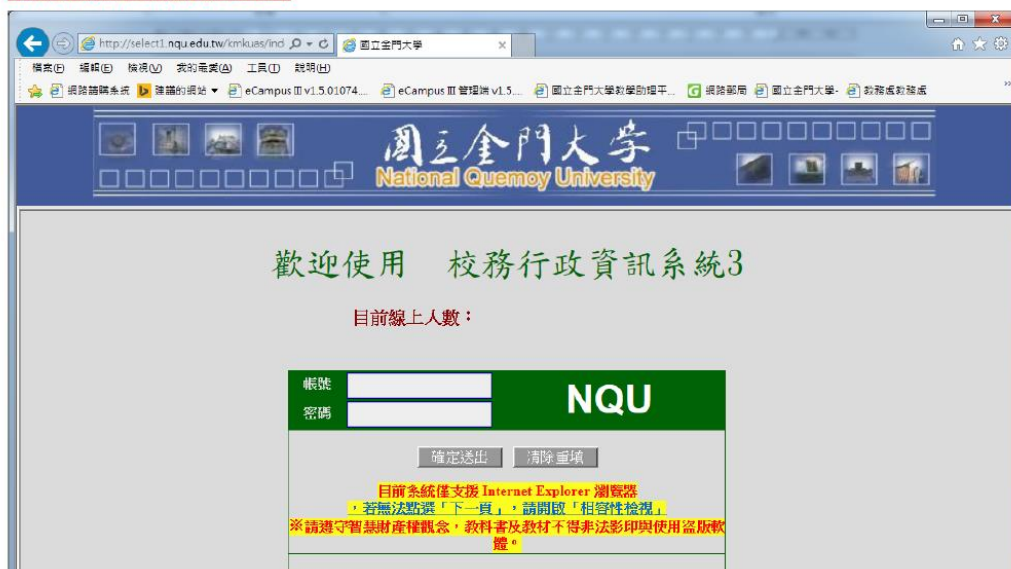 http://select1.nqu.edu.tw/kmkuas/ind
國立金門大學
檔案(F) 編輯(E) 檢視(V) 我的最愛(A) 工具(T) 說明(H)
網路請購系統 建議的網站 eCampus III v1.5.01074.... eCampus III 管理端 v1.5.... 國立金門大學教學助理平... 網路郵局 國立金門大學- 教務處教務處
國立金門大学
National Quemoy University
歡迎使用 校務行政資訊系統3
目前線上人數：
帳號
密碼
NQU
確定送出 清除重填
目前系統僅支援 Internet Explorer 瀏覽器
，若無法點選「下一頁」，請開啟「相容性檢視」
※請遵守智慧財產權觀念，教科書及教材不得非法影印與使用盜版軟
體。